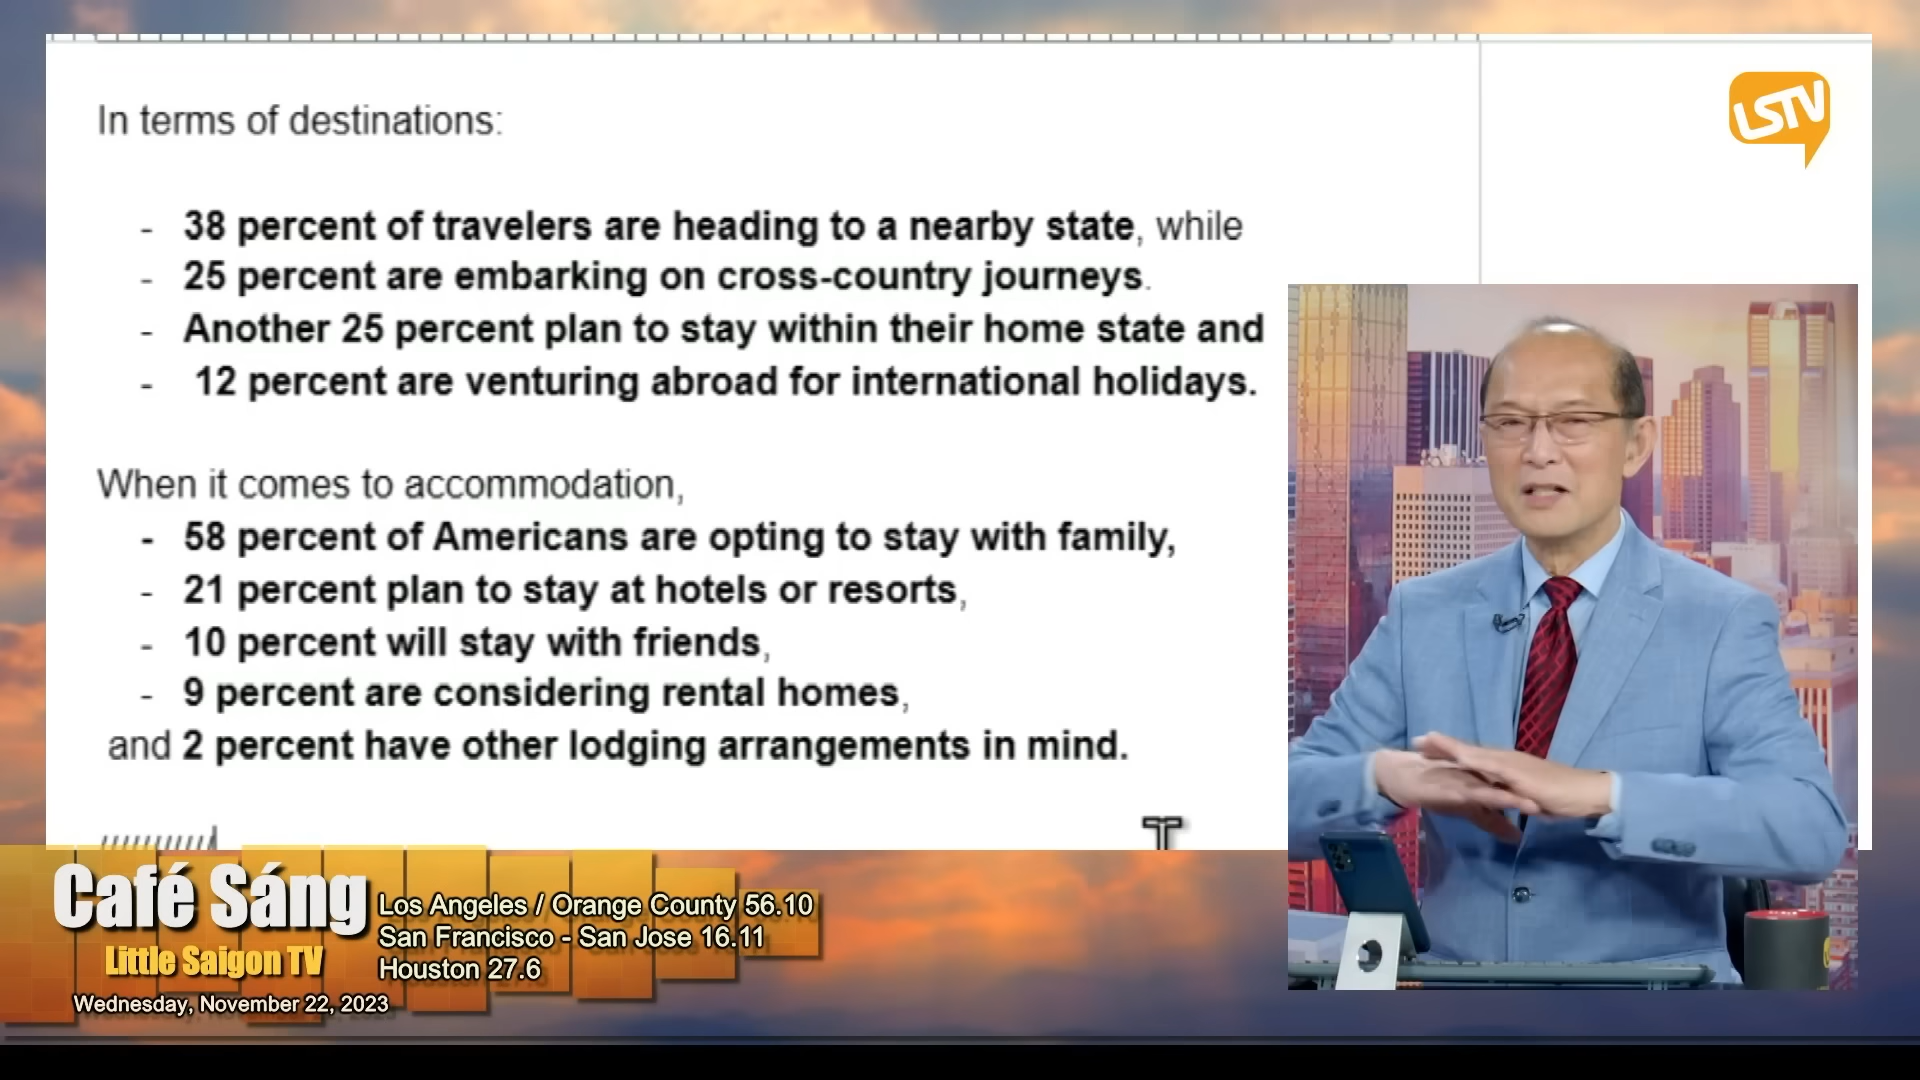 In terms of destinations:
- 38 percent of travelers are heading to a nearby state, while
- 25 percent are embarking on cross-country journeys.
- Another 25 percent plan to stay within their home state and
- 12 percent are venturing abroad for international holidays.
When it comes to accommodation,
- 58 percent of Americans are opting to stay with family,
- 21 percent plan to stay at hotels or resorts,
- 10 percent will stay with friends,
- 9 percent are considering rental homes,
and 2 percent have other lodging arrangements in mind.
LSTV
Café Sáng
Little Saigon TV
Wednesday, November 22, 2023
Los Angeles / Orange County 56.10
San Francisco - San Jose 16.11
Houston 27.6